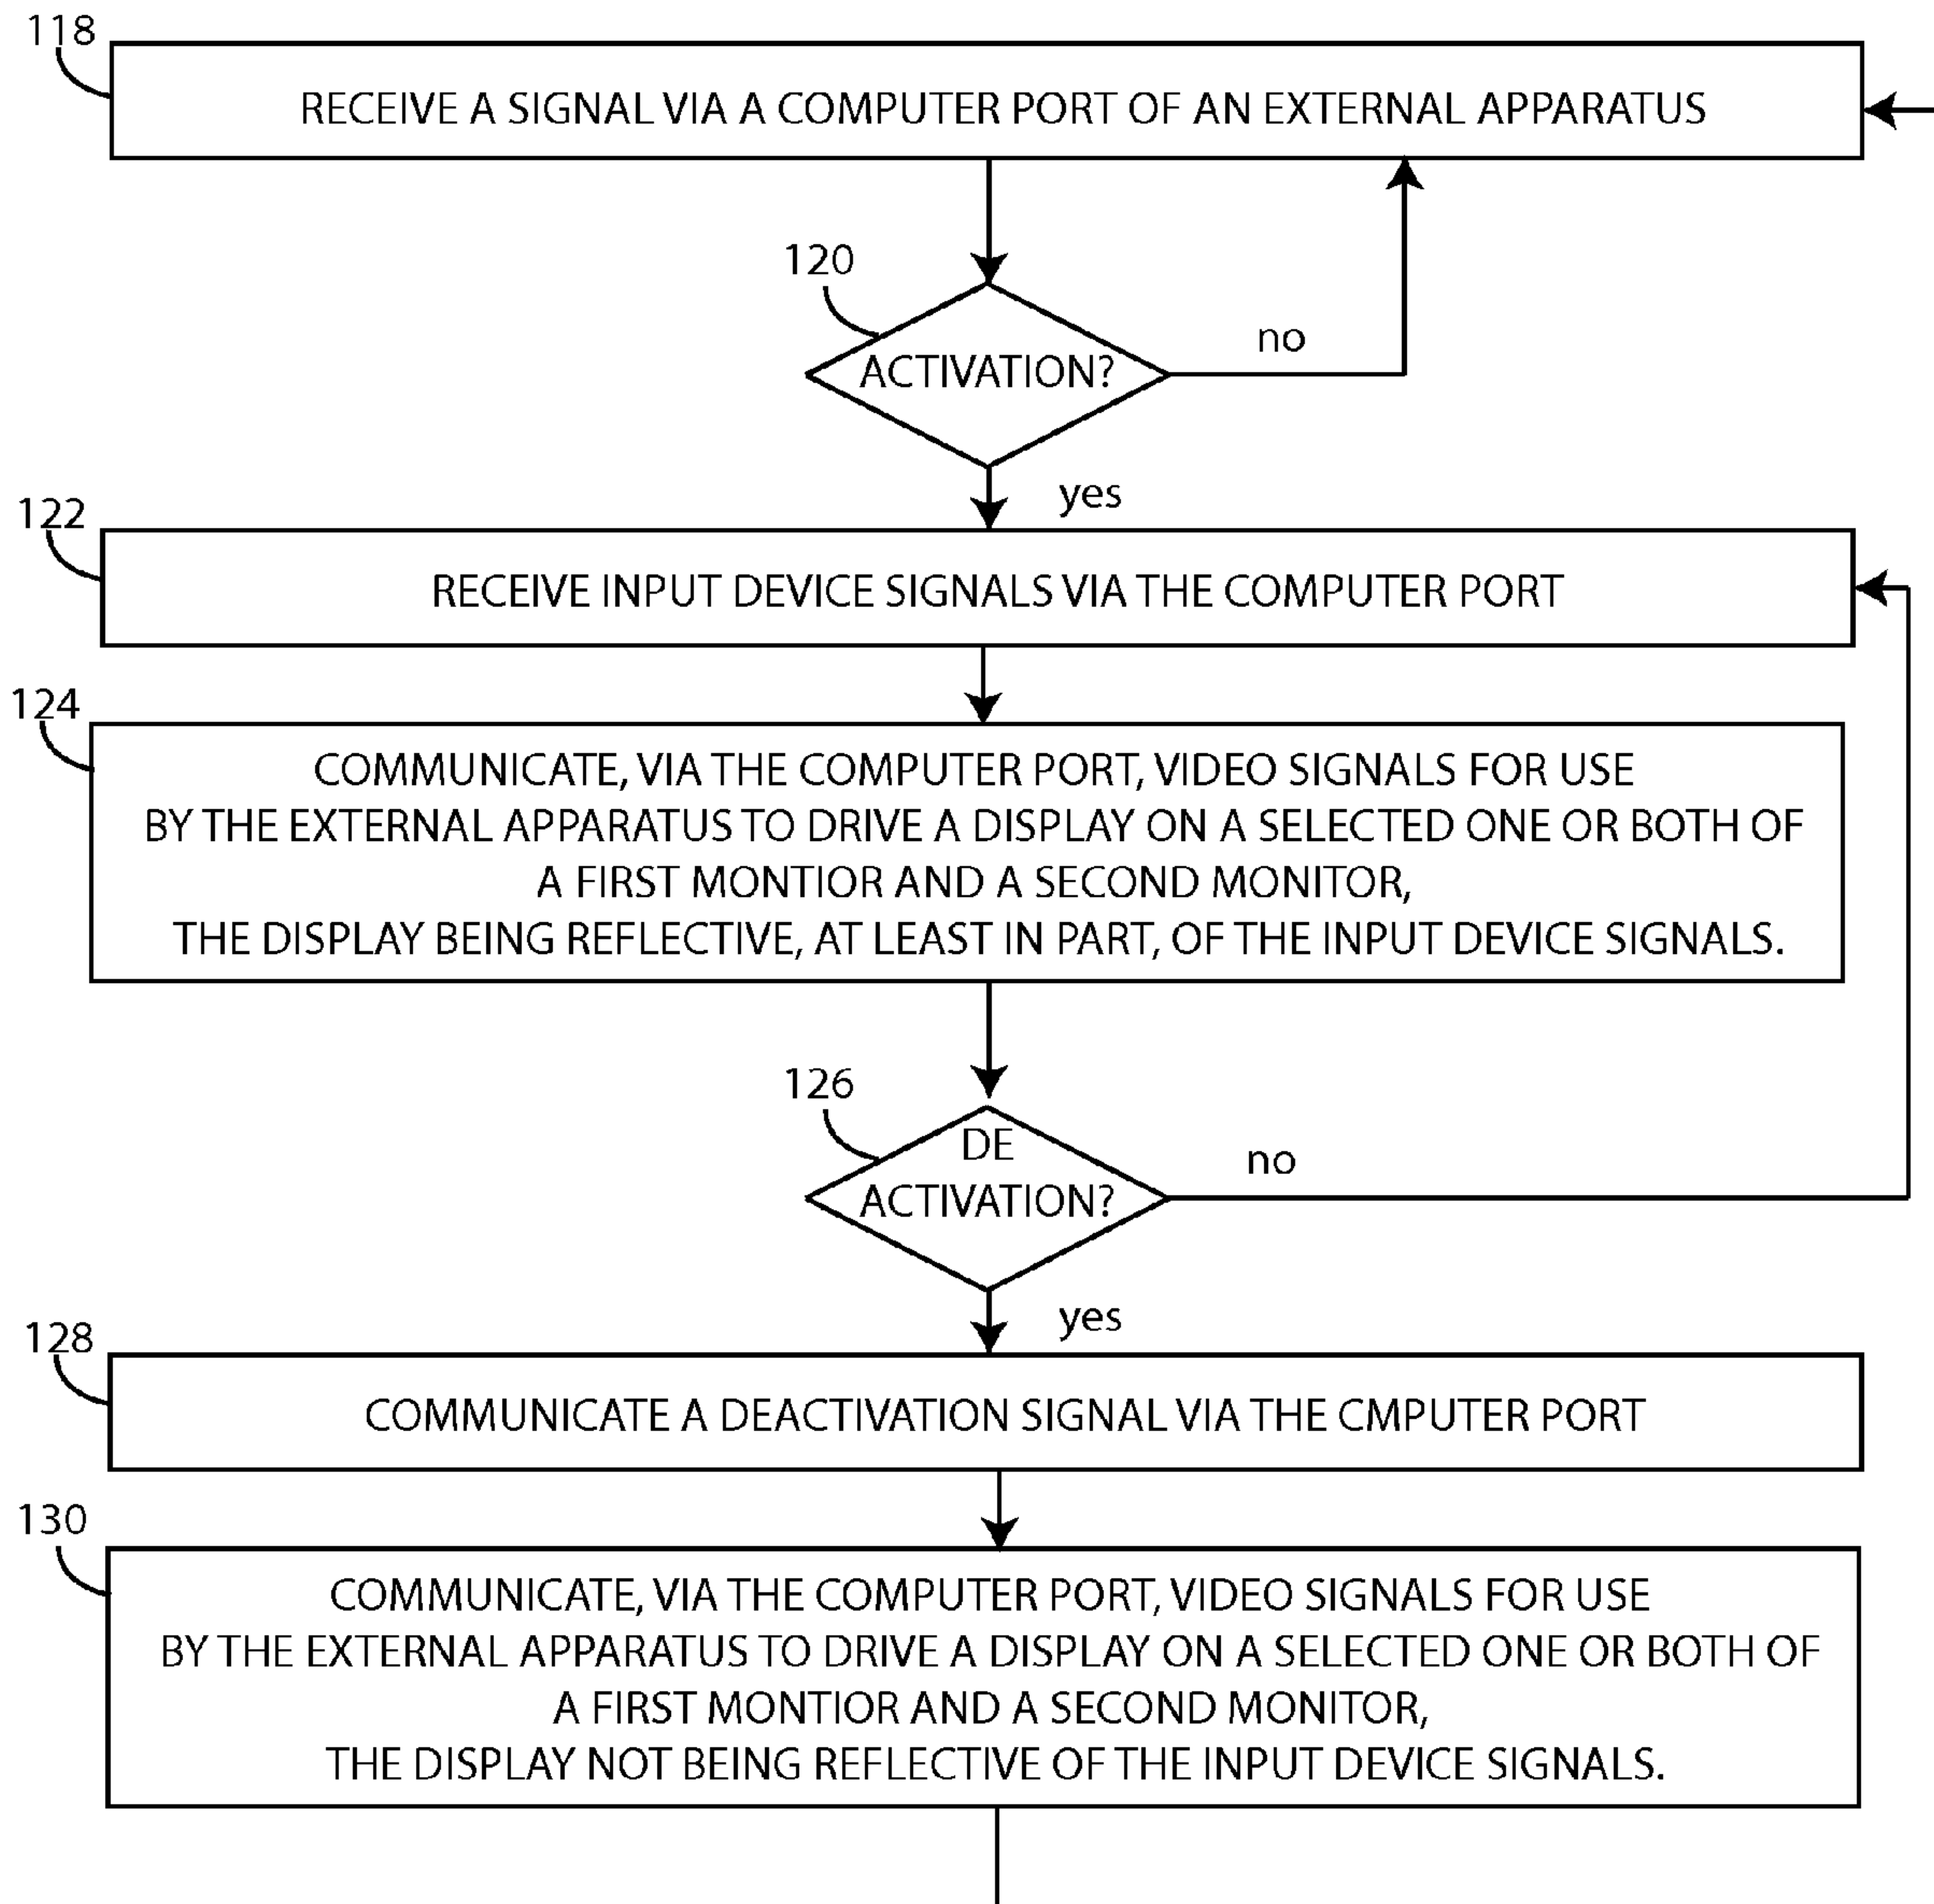 118
RECEIVE A SIGNAL VIA A COMPUTER PORT OF AN EXTERNAL APPARATUS
120
ACTIVATION?
no
yes
122
RECEIVE INPUT DEVICE SIGNALS VIA THE COMPUTER PORT
124
COMMUNICATE, VIA THE COMPUTER PORT, VIDEO SIGNALS FOR USE
BY THE EXTERNAL APPARATUS TO DRIVE A DISPLAY ON A SELECTED ONE OR BOTH OF
A FIRST MONTIOR AND A SECOND MONITOR,
THE DISPLAY BEING REFLECTIVE, AT LEAST IN PART, OF THE INPUT DEVICE SIGNALS.
126
DE
ACTIVATION?
no
yes
128
COMMUNICATE A DEACTIVATION SIGNAL VIA THE CMPUTER PORT
130
COMMUNICATE, VIA THE COMPUTER PORT, VIDEO SIGNALS FOR USE
BY THE EXTERNAL APPARATUS TO DRIVE A DISPLAY ON A SELECTED ONE OR BOTH OF
A FIRST MONTIOR AND A SECOND MONITOR,
THE DISPLAY NOT BEING REFLECTIVE OF THE INPUT DEVICE SIGNALS.